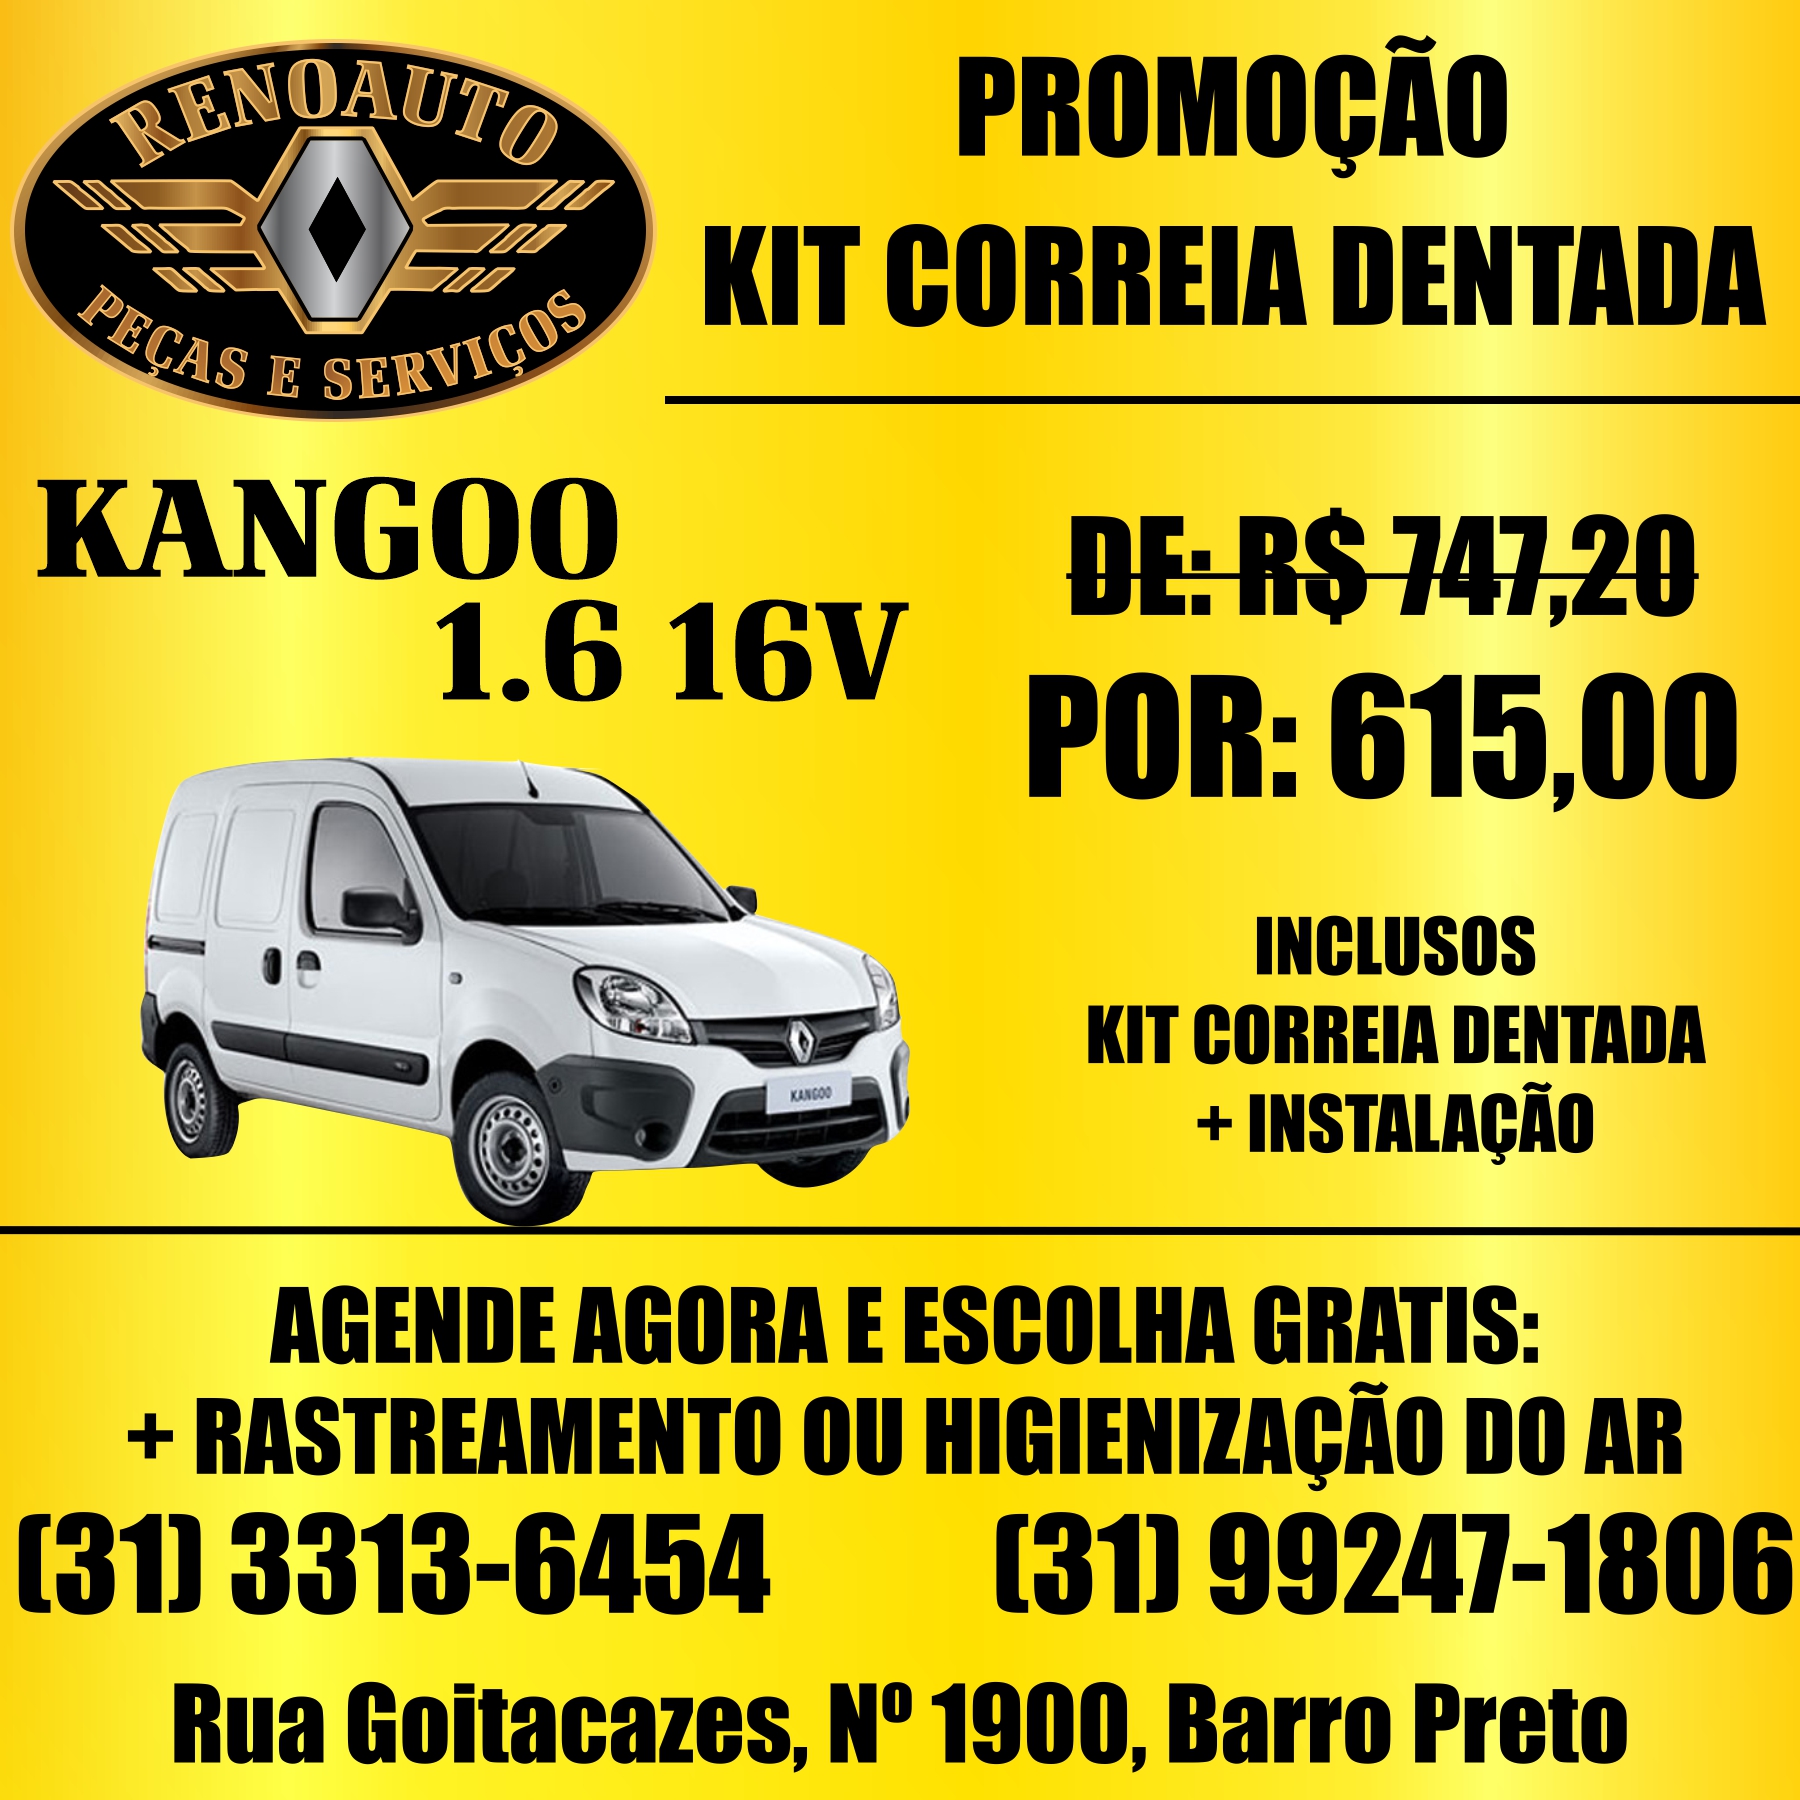 RENOAUTO
PEÇAS E SERVIÇOS
PROMOÇÃO
KIT CORREIA DENTADA
KANGOO
1.6 16V
DE: R$ 747,20
POR: 615,00
INCLUSOS
KIT CORREIA DENTADA
+ INSTALAÇÃO
KANGOO
AGENDE AGORA E ESCOLHA GRATIS:
+ RASTREAMENTO OU HIGIENIZAÇÃO DO AR
(31) 3313-6454 (31) 99247-1806
Rua Goitacazes, Nº 1900, Barro Preto